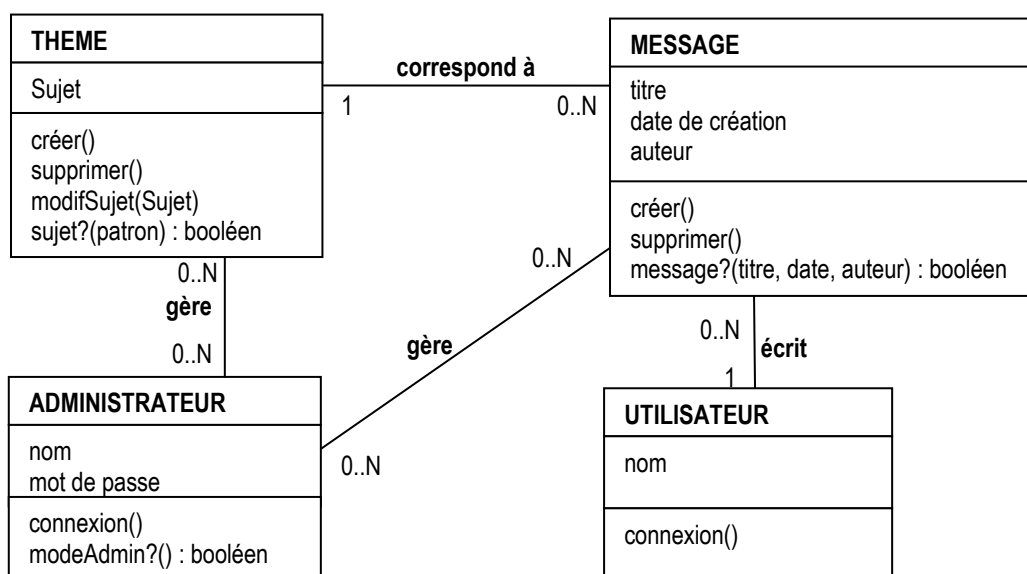 THEME
Sujet
créer()
supprimer()
modifSujet(Sujet)
sujet?(patron) : booléen
correspond à
1
0..N
MESSAGE
titre
date de création
auteur
créer()
supprimer()
message?(titre, date, auteur) : booléen
0..N
gère
0..N
0..N
gère
0..N
0..N
écrit
1
ADMINISTRATEUR
nom
mot de passe
connexion()
modeAdmin?() : booléen
UTILISATEUR
nom
connexion()